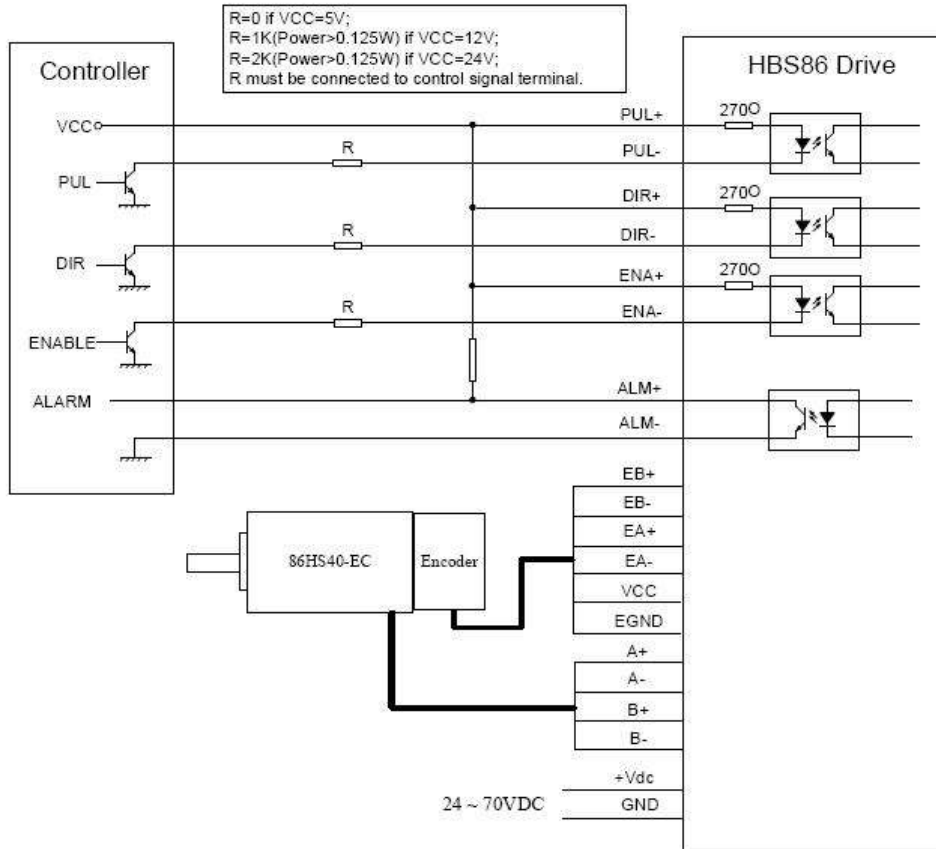 R=0 if VCC=5V;
R=1K(Power>0.125W) if VCC=12V;
R=2K(Power>0.125W) if VCC=24V;
R must be connected to control signal terminal.
Controller
HBS86 Drive
VCC
PUL+
270O
R
PUL-
PUL
DIR+
270O
R
DIR-
DIR
ENA+
270O
R
ENA-
ENABLE
ALARM
ALM+
ALM-
EB+
EB-
EA+
86HS40-EC
Encoder
EA-
VCC
EGND
A+
A-
B+
B-
+Vdc
24 ~ 70VDC
GND